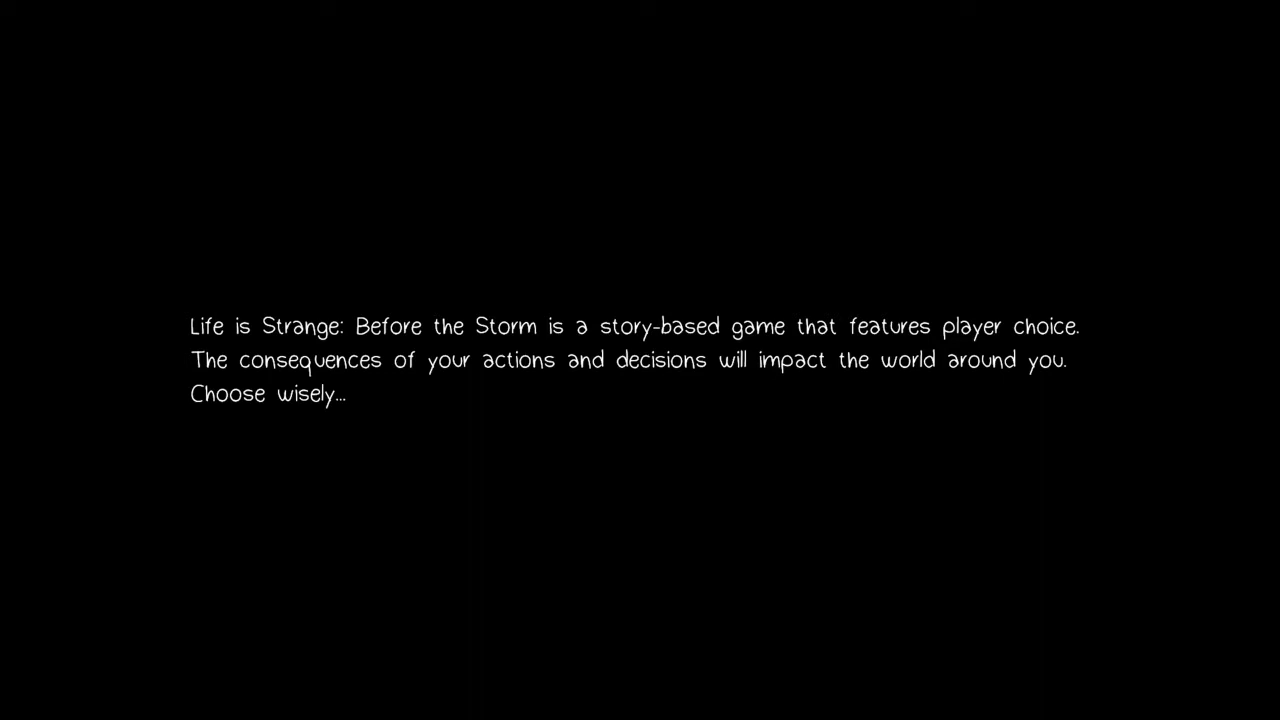 Life is Strange: Before the Storm is a story-based game that features player choice.
The consequences of your actions and decisions will impact the world around you.
Choose wisely...